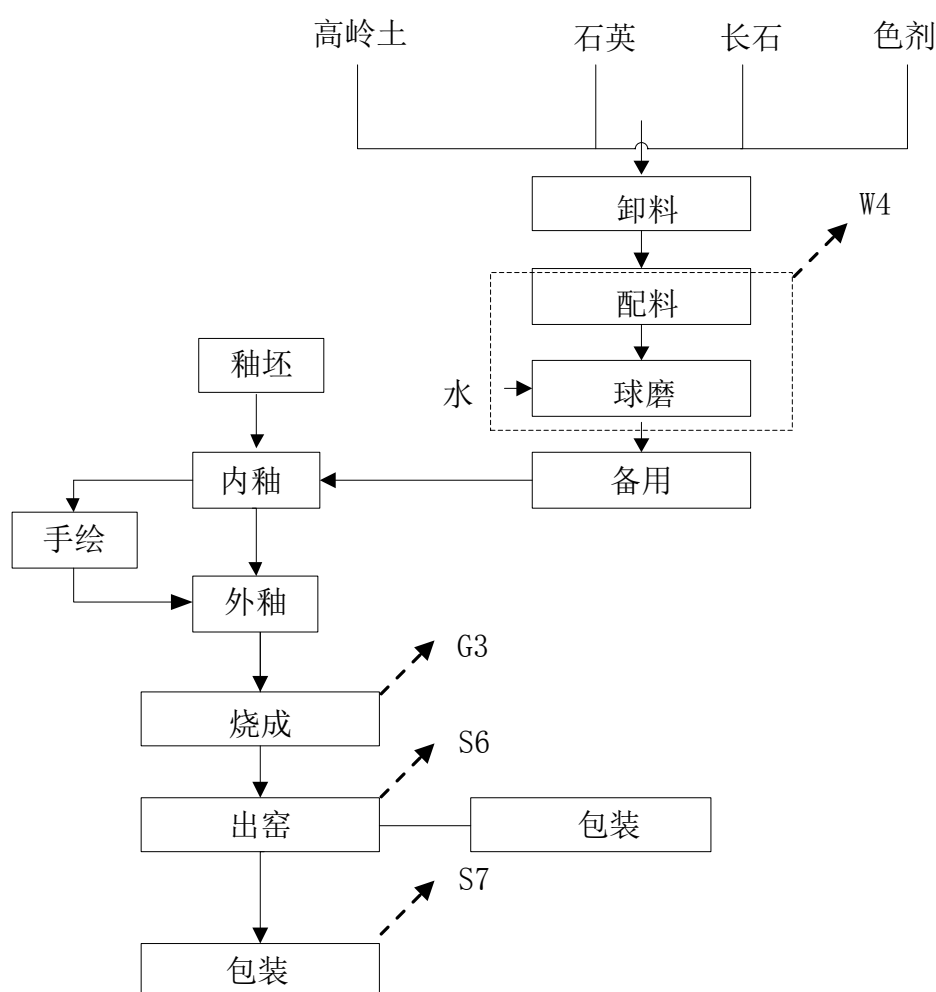 高岭土 石英 长石 色剂
卸料
W4
配料
釉坯
水 球磨
内釉 备用
手绘
外釉
G3
烧成
S6
出窑 包装
S7
包装